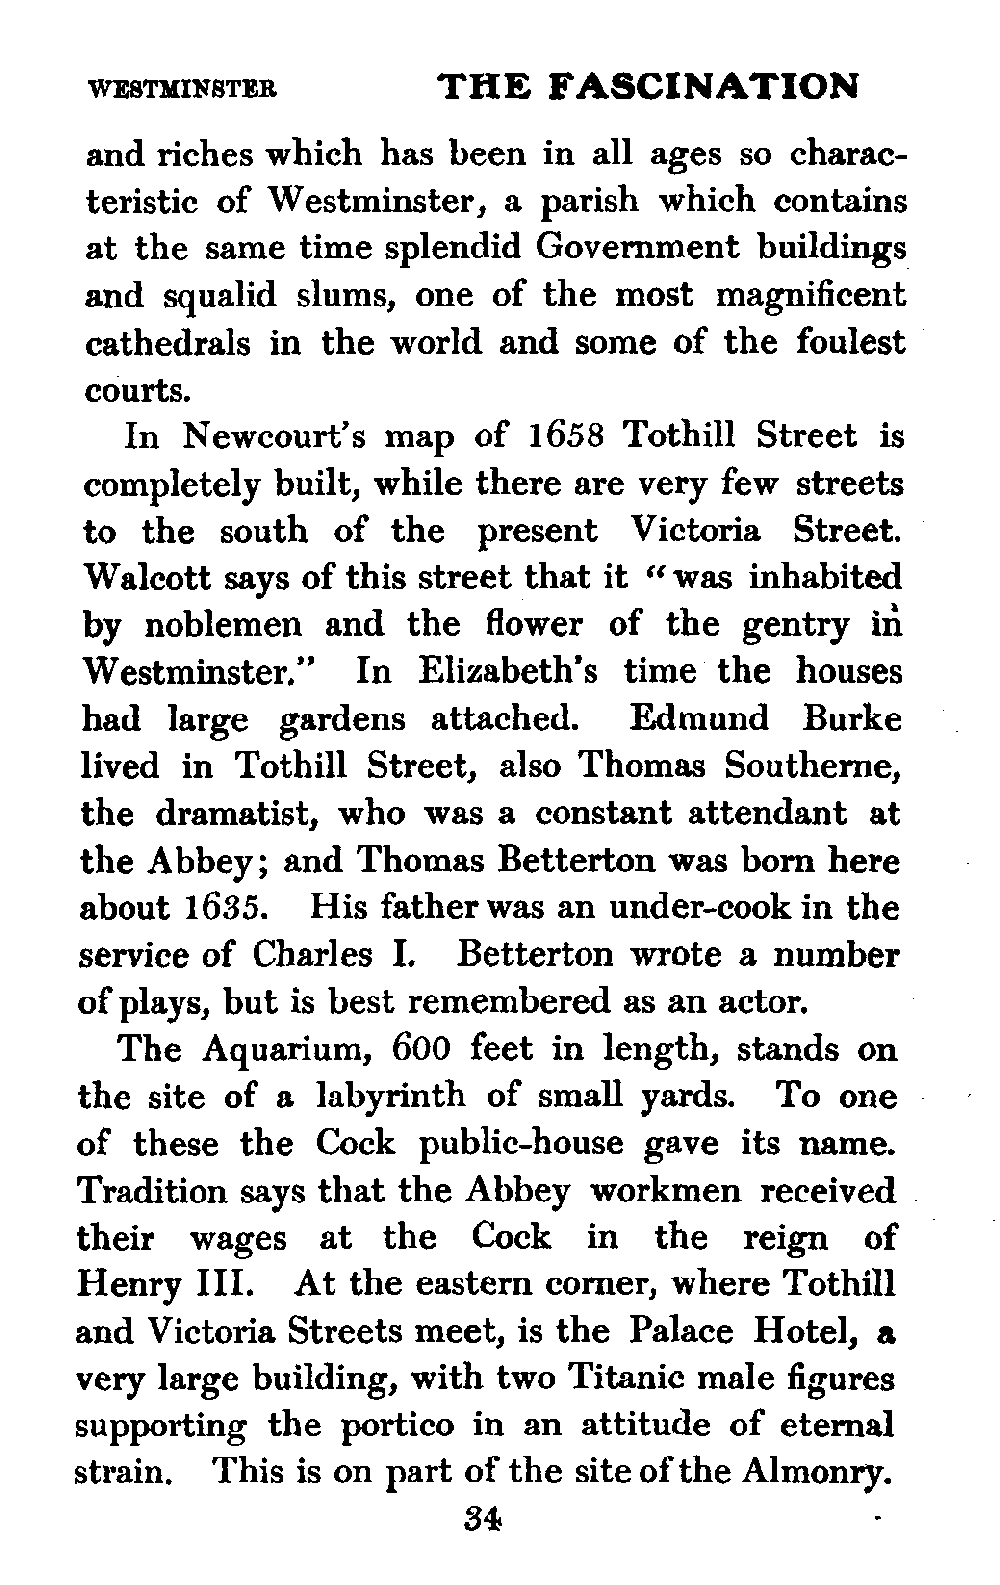 WESTMINSTER THE FASCINATION
and riches which has been in all ages so charac-
teristic of Westminster, a parish which contains
at the same time splendid Government buildings
and squalid slums, one of the most magnificent
cathedrals in the world and some of the foulest
courts.
In Newcourt's map of 1658 Tothill Street is
completely built, while there are very few streets
to the south of the present Victoria Street.
Walcott says of this street that it “was inhabited
by noblemen and the flower of the gentry in
Westminster.” In Elizabeth's time the houses
had large gardens attached. Edmund Burke
lived in Tothill Street, also Thomas Southerne,
the dramatist, who was a constant attendant at
the Abbey; and Thomas Betterton was born here
about 1635. His father was an under-cook in the
service of Charles I. Betterton wrote a number
of plays, but is best remembered as an actor.
The Aquarium, 600 feet in length, stands on
the site of a labyrinth of small yards. To one
of these the Cock public-house gave its name.
Tradition says that the Abbey workmen received
their wages at the Cock in the reign of
Henry III. At the eastern corner, where Tothill
and Victoria Streets meet, is the Palace Hotel, a
very large building, with two Titanic male figures
supporting the portico in an attitude of eternal
strain. This is on part of the site of the Almonry.
34